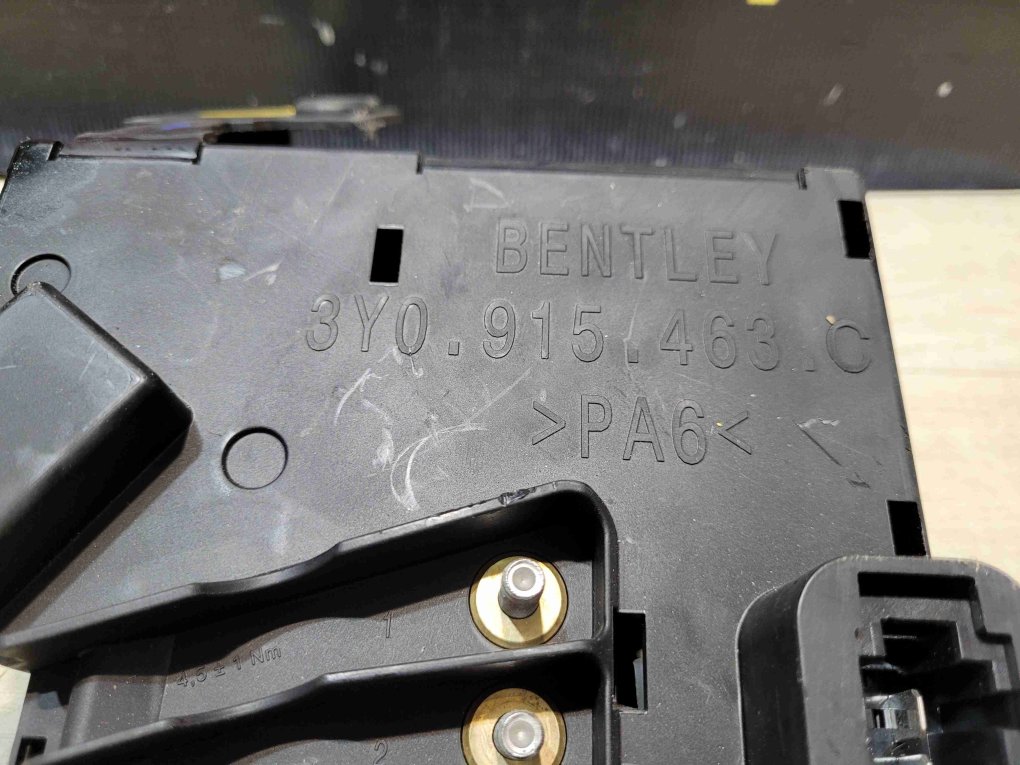 BENTLEY
3Y0.915.463.C
>PA6<
1
4,5 ± 1 Nm
2